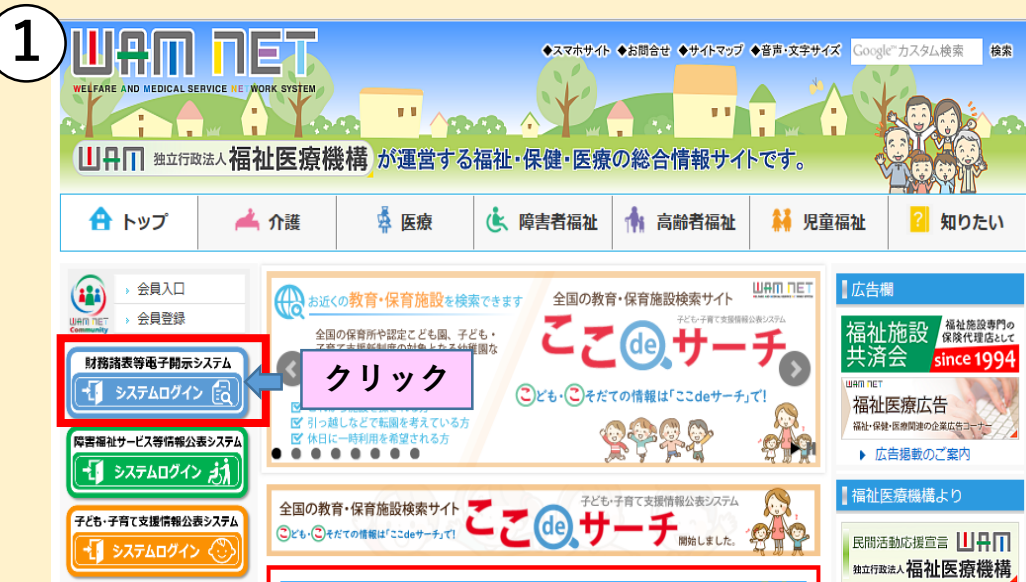 1
WAM NET
WELFARE AND MEDICAL SERVICE NETWORK SYSTEM
◆スマホサイト ◆お問合せ ◆サイトマップ ◆音声・文字サイズ Google™ カスタム検索 検索
WAM 独立行政法人福祉医療機構が運営する福祉・保健・医療の総合情報サイトです。
トップ 介護 医療 障害者福祉 高齢者福祉 児童福祉 知りたい
WAM NET
Community
会員入口
会員登録
財務諸表等電子開示システム
システムログイン
クリック
障害福祉サービス等情報公表システム
システムログイン
子ども・子育て支援情報公表システム
システムログイン
お近くの教育・保育施設を検索できます
全国の保育所や認定こども園、子ども・
引っ越しなどで転園を考えている方
休日に一時利用を希望される方
全国の教育・保育施設検索サイト
WAM NET
子ども・子育て支援情報公表システム
ここdeサーチ
こども・こそだての情報は「ここdeサーチ」で!
全国の教育・保育施設検索サイト
こども・こそだての情報は「ここdeサーチ」で!
子ども・子育て支援情報公表システム
ここdeサーチ
開始しました。
広告欄
福祉施設
共済会
福祉施設専門の
保険代理店として
since 1994
WAM NET
福祉医療広告
福祉・保健・医療関連の企業広告コーナー
広告掲載のご案内
福祉医療機構より
民間活動応援宣言 WAM
独立行政法人福祉医療機構